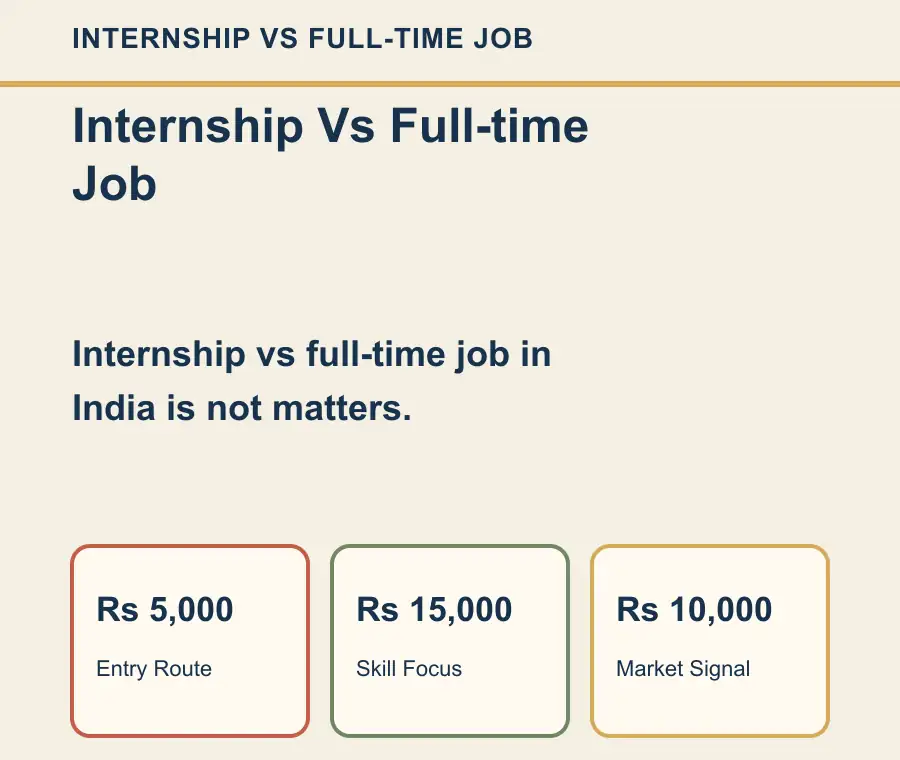 INTERNSHIP VS FULL-TIME JOB
Internship Vs Full-time
Job
Internship vs full-time job in
India is not matters.
Rs 5,000
Entry Route
Rs 15,000
Skill Focus
Rs 10,000
Market Signal